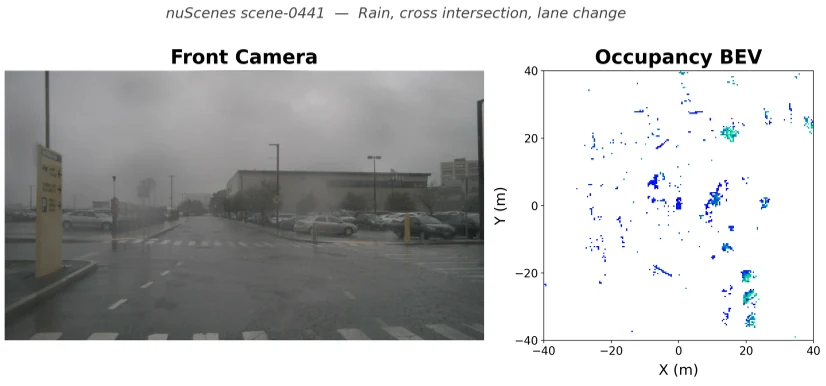 nuScenes scene-0441 — Rain, cross intersection, lane change
Front Camera
Occupancy BEV
40
20
0
−20
−40
Y (m)
−40
−20
0
20
40
X (m)